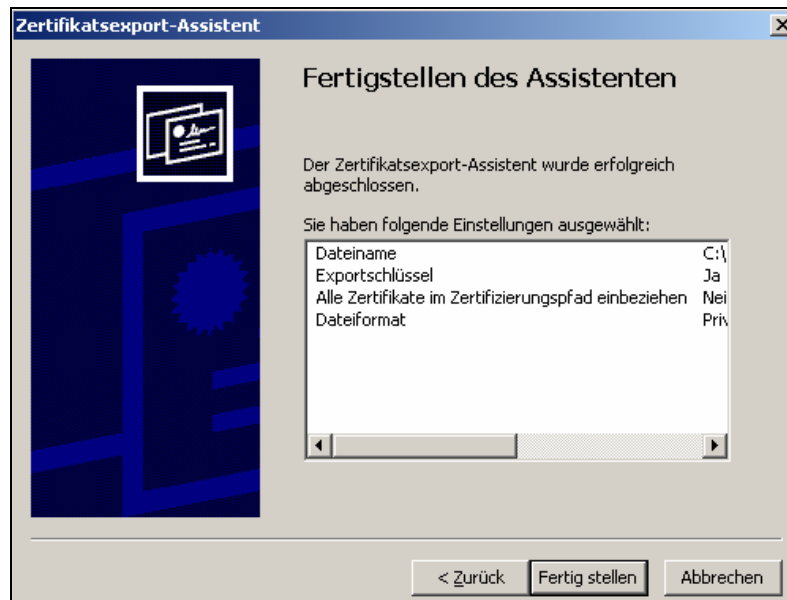 Zertifikatsexport-Assistent
Fertigstellen des Assistenten
Der Zertifikatsexport-Assistent wurde erfolgreich
abgeschlossen.
Sie haben folgende Einstellungen ausgewählt:
Dateiname C:\
Exportschlüssel Ja
Alle Zertifikate im Zertifizierungspfad einbeziehen Nei
Dateiformat Priv
< Zurück Fertig stellen Abbrechen